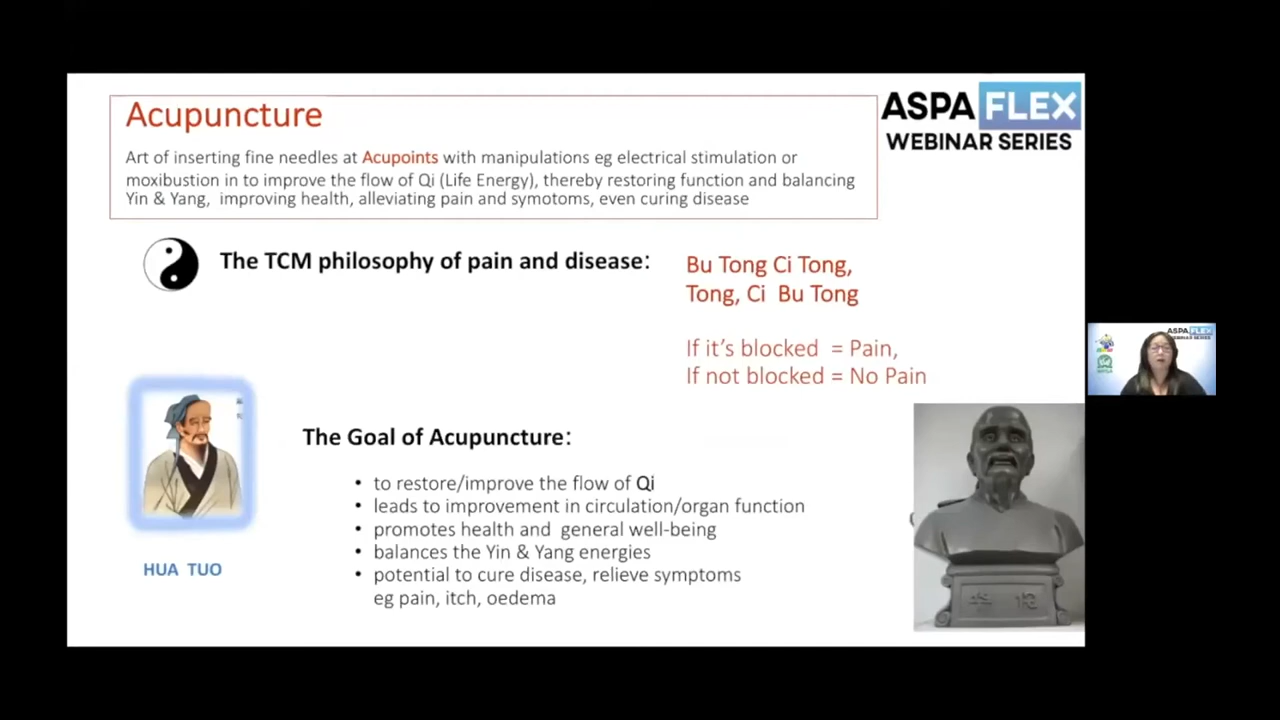 Acupuncture
Art of inserting fine needles at Acupoints with manipulations eg electrical stimulation or
moxibustion in to improve the flow of Qi (Life Energy), thereby restoring function and balancing
Yin & Yang, improving health, alleviating pain and symotoms, even curing disease
ASPA FLEX
WEBINAR SERIES
The TCM philosophy of pain and disease:
Bu Tong Ci Tong,
Tong, Ci Bu Tong
If it's blocked = Pain,
If not blocked = No Pain
HUA TUO
The Goal of Acupuncture:
• to restore/improve the flow of Qi
• leads to improvement in circulation/organ function
• promotes health and general well-being
• balances the Yin & Yang energies
• potential to cure disease, relieve symptoms
eg pain, itch, oedema
ASPA FLEX
WEBINAR SERIES